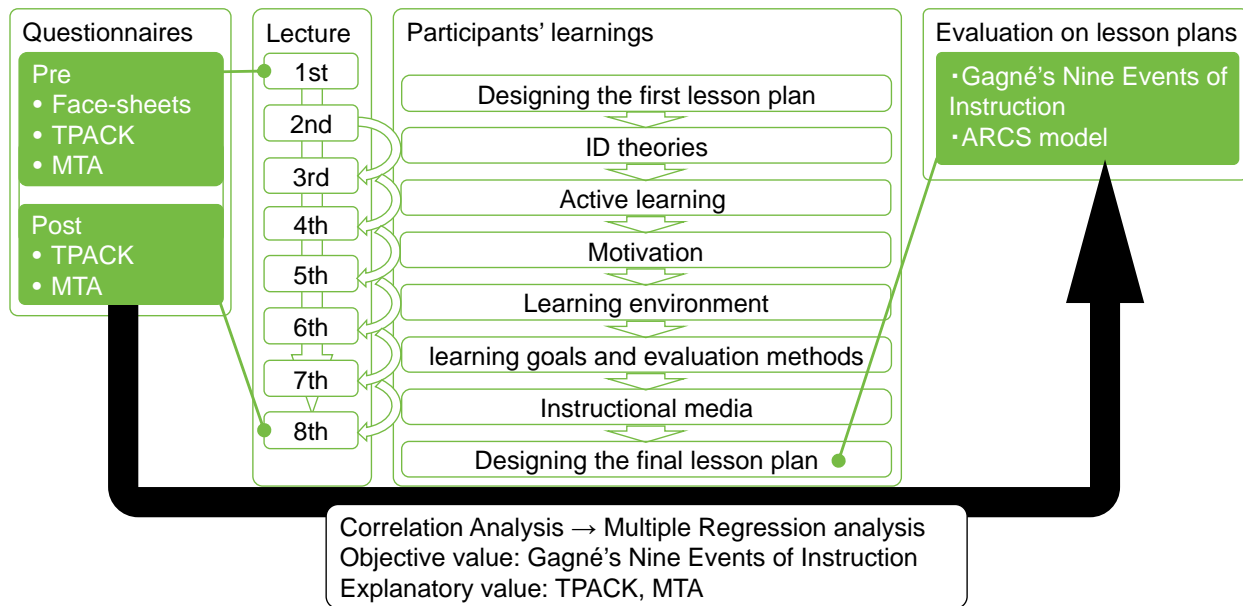 Questionnaires
Pre
• Face-sheets
• TPACK
• MTA
Post
• TPACK
• MTA
Lecture
1st
2nd
3rd
4th
5th
6th
7th
8th
Participants’ learnings
Designing the first lesson plan
ID theories
Active learning
Motivation
Learning environment
learning goals and evaluation methods
Instructional media
Designing the final lesson plan
Evaluation on lesson plans
・Gagné’s Nine Events of
Instruction
・ARCS model
Correlation Analysis → Multiple Regression analysis
Objective value: Gagné’s Nine Events of Instruction
Explanatory value: TPACK, MTA